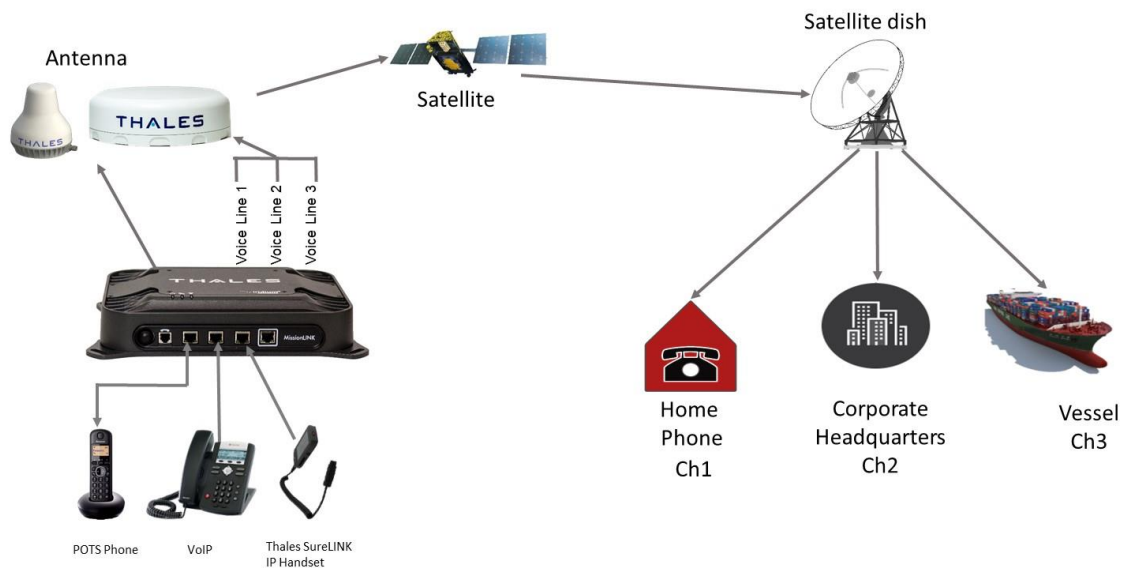 Satellite dish
Antenna
Satellite
THALES
THALES
Voice Line 1
Voice Line 2
Voice Line 3
THALES
MissionLINK
Home
Phone
Ch1
Corporate
Headquarters
Ch2
Vessel
Ch3
POTS Phone
VoIP
Thales SureLINK
IP Handset